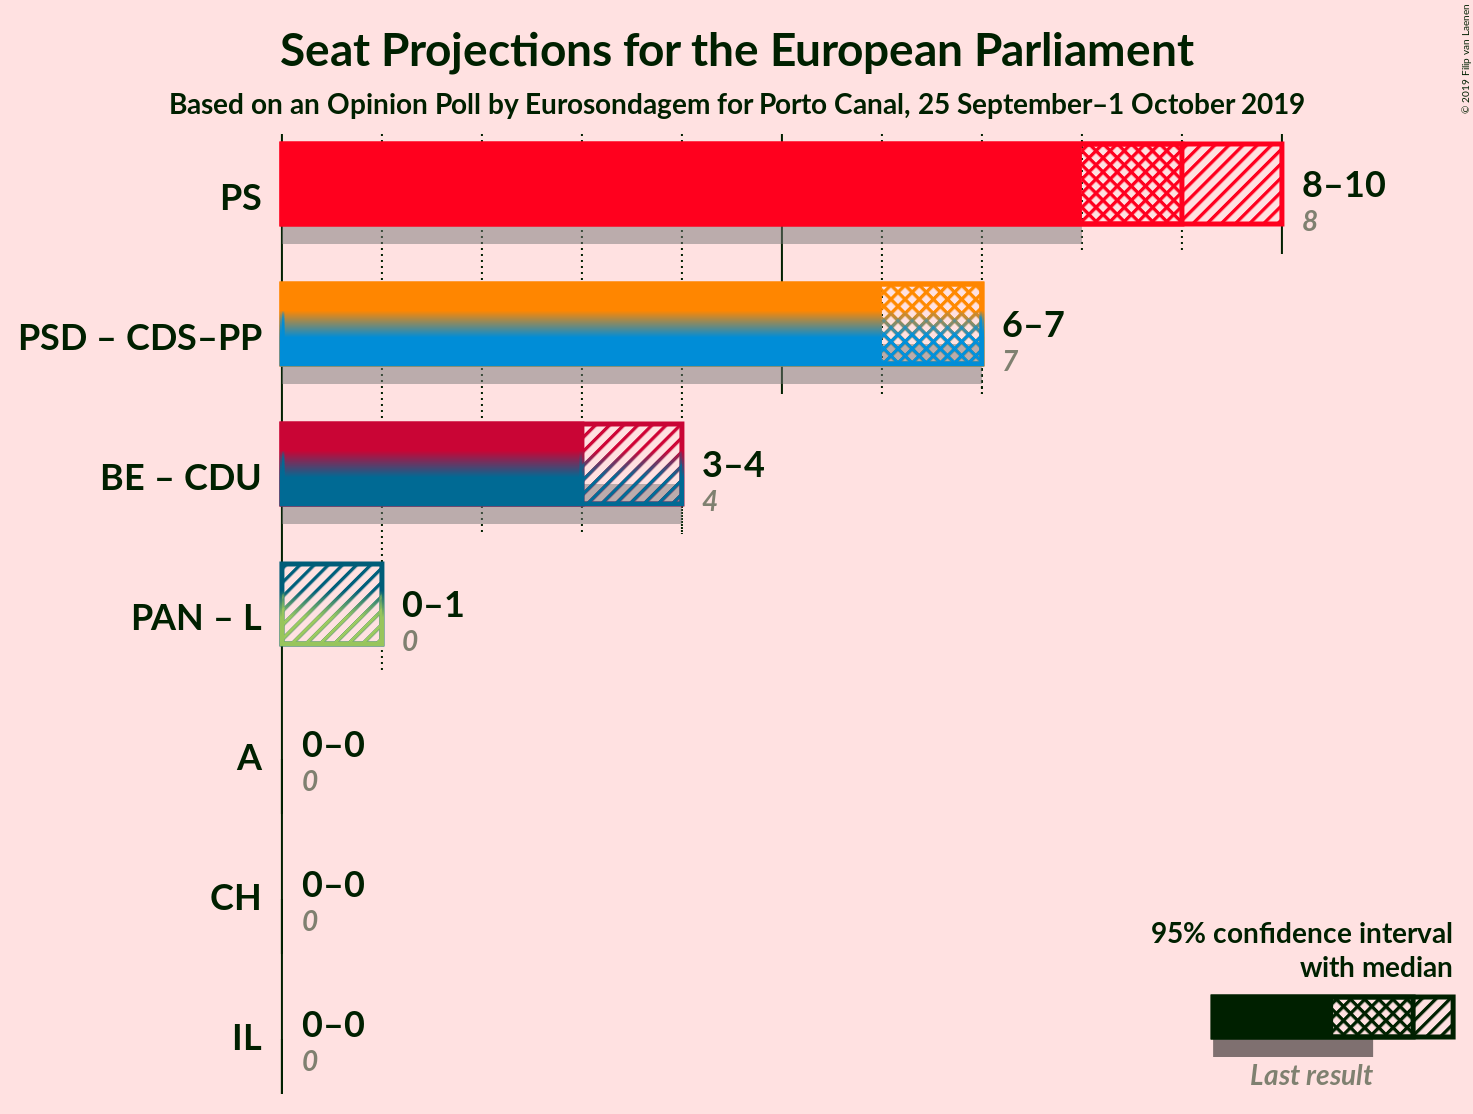 Seat Projections for the European Parliament
Based on an Opinion Poll by Eurosondagem for Porto Canal, 25 September–1 October 2019
© 2019 Filip van Laenen
PS
8–10
8
PSD – CDS–PP
6–7
7
BE – CDU
3–4
4
PAN – L
0–1
0
A
0–0
0
CH
0–0
0
IL
0–0
0
95% confidence interval
with median
Last result